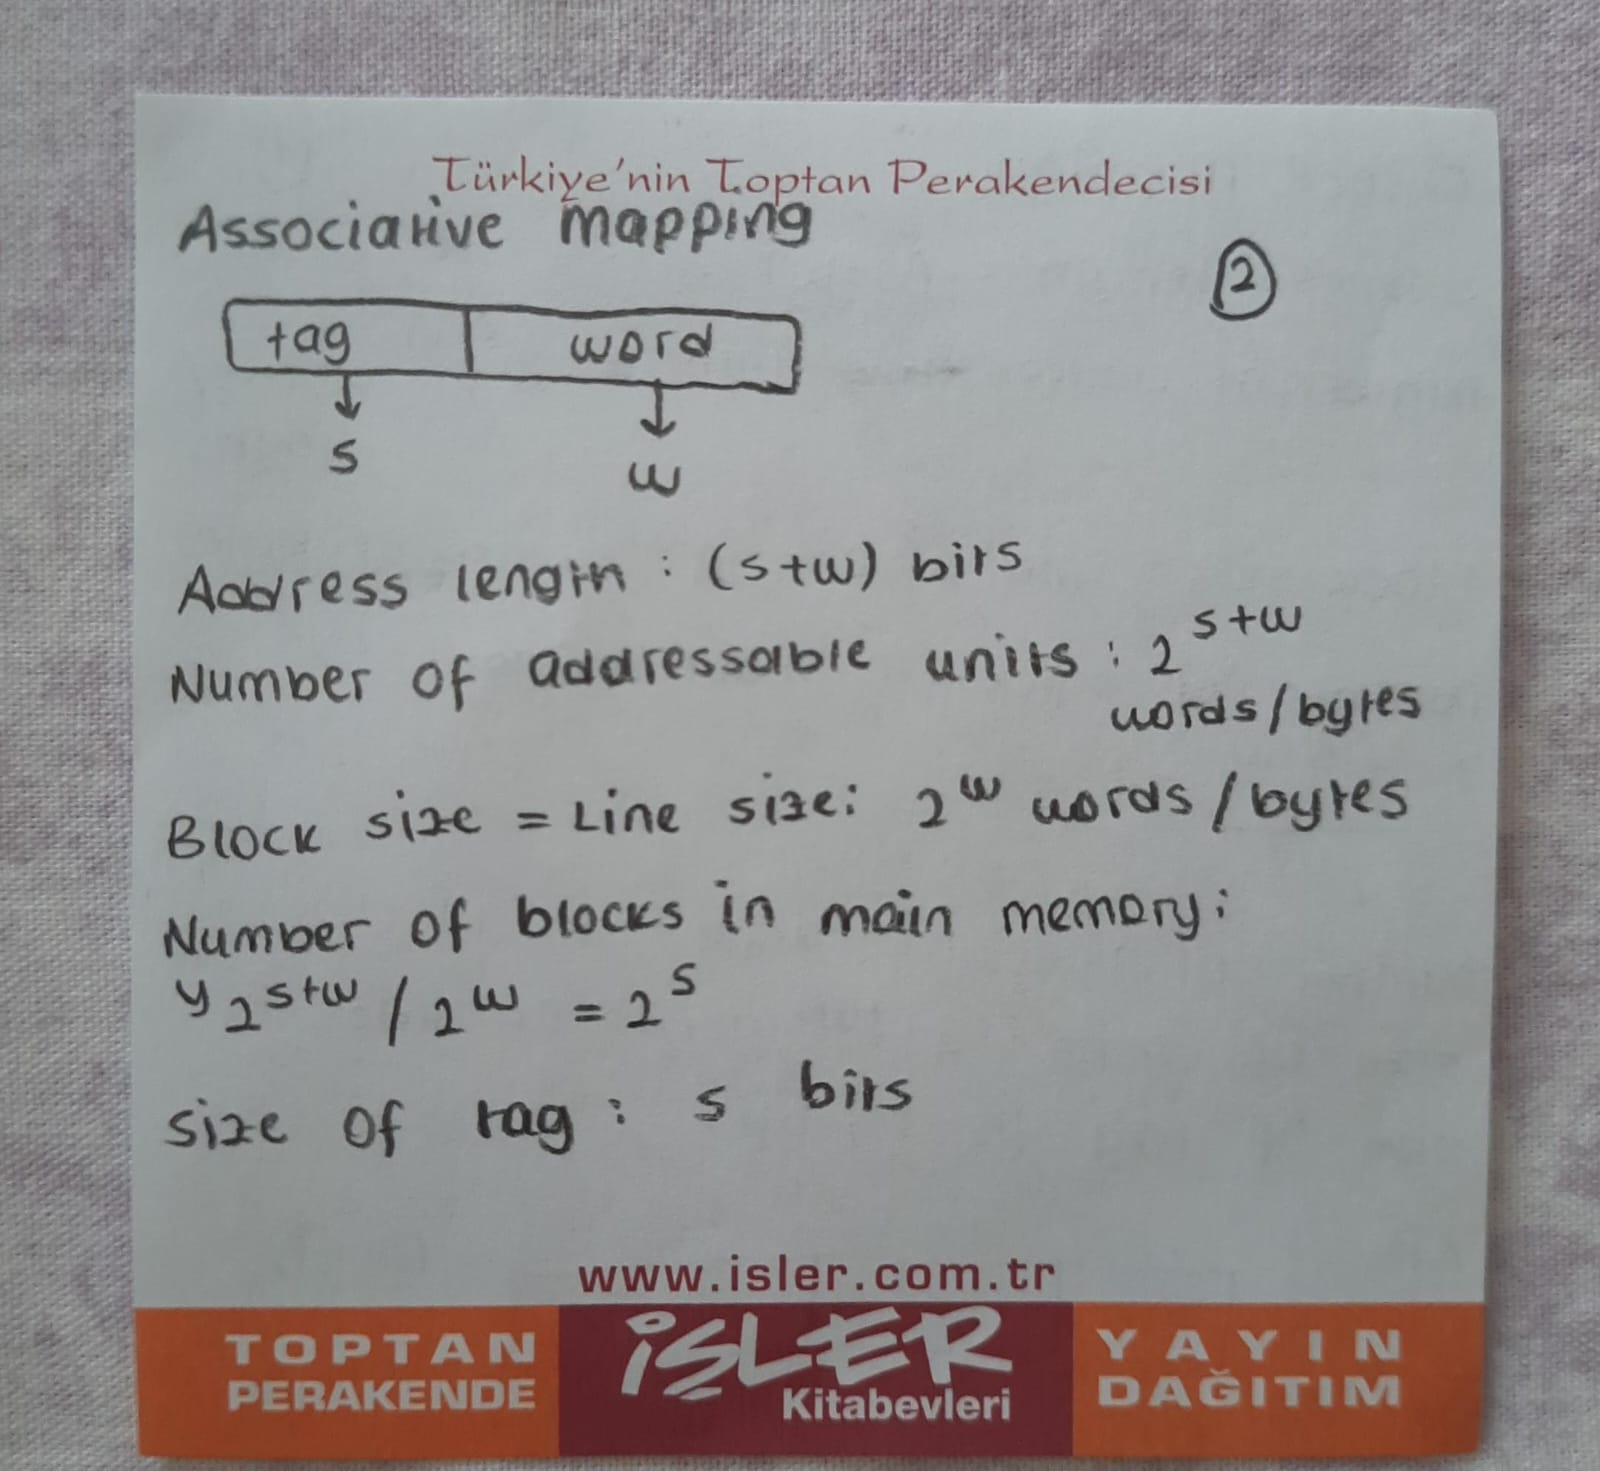 Türkiye'nin Toptan Perakendecisi
Associative mapping
2
tag word
s w
Address length : (s+w) bits
Number of addressable units : 2^s+w
words/bytes
Block size = Line size: 2^w words/bytes
Number of blocks in main memory:
2^s+w / 2^w = 2^s
size of tag : s bits
www.isler.com.tr
TOPTAN PERAKENDE
İŞLER Kitabevleri
YAYIN DAĞITIM